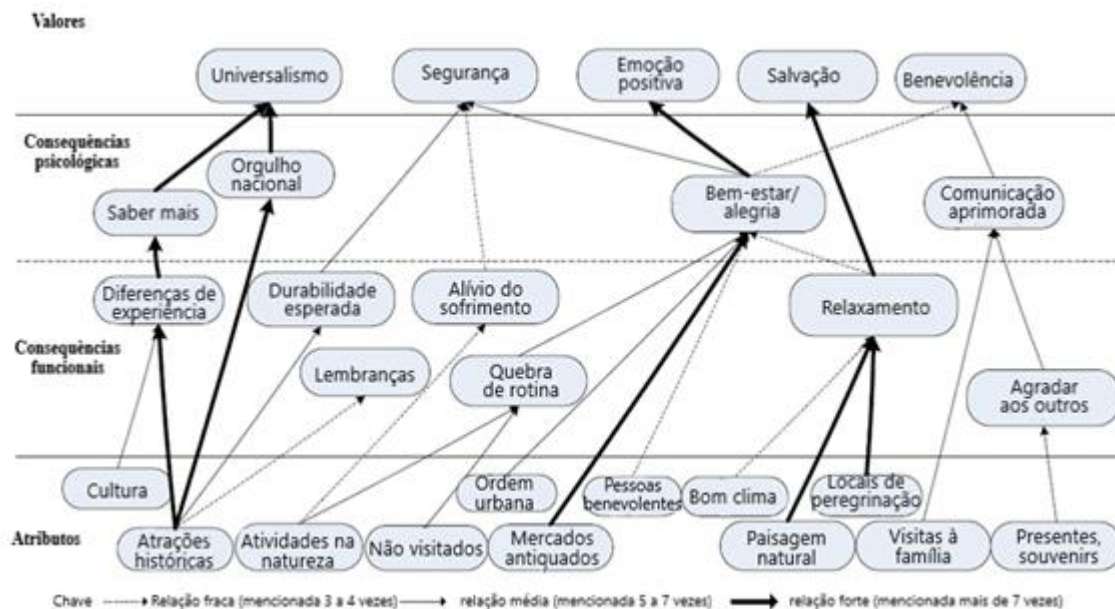 Valores
Universalismo
Segurança
Emoção
positiva
Salvação
Benevolência
Consequências
psicológicas
Orgulho
nacional
Saber mais
Bem-estar/
alegria
Comunicação
aprimorada
Diferenças de
experiência
Durabilidade
esperada
Alívio do
sofrimento
Relaxamento
Consequências
funcionais
Lembranças
Quebra
de rotina
Agradar
aos outros
Cultura
Ordem
urbana
Pessoas
benevolentes
Bom clima
Locais de
peregrinação
Atributos
Atrações
históricas
Atividades na
natureza
Não visitados
Mercados
antiquados
Paisagem
natural
Visitas à
família
Presentes,
souvenirs
Chave Relação fraca (mencionada 3 a 4 vezes) relação média (mencionada 5 a 7 vezes) relação forte (mencionada mais de 7 vezes)